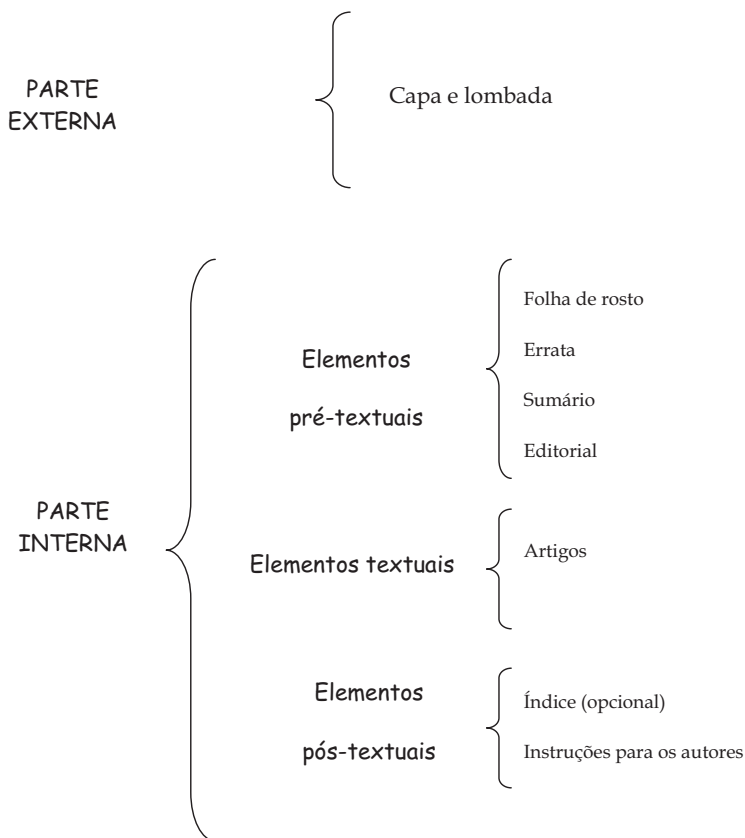 PARTE
EXTERNA
Capa e lombada
PARTE
INTERNA
Elementos
pré-textuais
Folha de rosto
Errata
Sumário
Editorial
Elementos textuais
Artigos
Elementos
pós-textuais
Índice (opcional)
Instruções para os autores